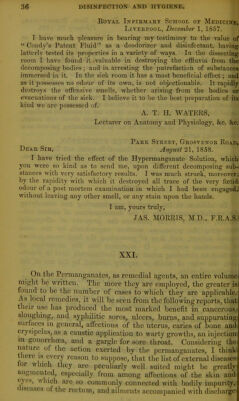 36 DISINFECTION AND HYGIENE.
Royal Infirmary School of Medicine,
Liverpool, December 1, 1857.
I have much pleasure in bearing my testimony to the value of
“Condy's Patent Fluid” as a deodorizer and disinfectant, having
latterly tested its properties in a variety of ways. In the dissecting
room I have found it valuable in destroying the effluvia from the
decomposing bodies; and in arresting the putrefaction of substances
immersed in it. In the sick room it has a most beneficial effect; and
as it possesses no odour of its own, is not objectionable. It rapidly
destroys the offensive smells, whether arising from the bodies or
evacuations of the sick. I believe it to be the best preparation of its
kind we are possessed of.
A. T. H. WATERS,
Lecturer on Anatomy and Physiology, &c. &c.
Park Street, Grosvenor Road,
Dear Sir, August 21, 1858.
I have tried the effect of the Hypermanganate Solution, which
you were so kind as to send me, upon different decomposing sub-
stances with very satisfactory results. I was much struck, moreover,
by the rapidity with which it destroyed all trace of the very fetid
odour of a post mortem examination in which I had been engaged,
without leaving any other smell, or any stain upon the hands.
I am, yours truly,
JAS. MORRIS, M.D., F.R.A.S.
XXI.
On the Permanganates, as remedial agents, an entire volume
might be written. The more they are employed, the greater is
found to be the number of cases to which they are applicable.
As local remedies, it will be seen from the following reports, that
their use has produced the most marked benefit in cancerous,
sloughing, and syphilitic sores, ulcers, burns, and suppurating
surfaces in general, affections of the uterus, caries of bone and
erysipelas, as a caustic application to warty growths, an injection
in gonorrhœa, and a gargle for sore throat. Considering the
nature of the action exerted by the permanganates, I think
there is every reason to suppose, that the list of external diseases
for which they are peculiarly well suited might be greatly
augmented, especially from among affections of the skin and
eyes, which are so commonly connected with bodily impurity,
diseases of the rectum, and ailments accompanied with discharge